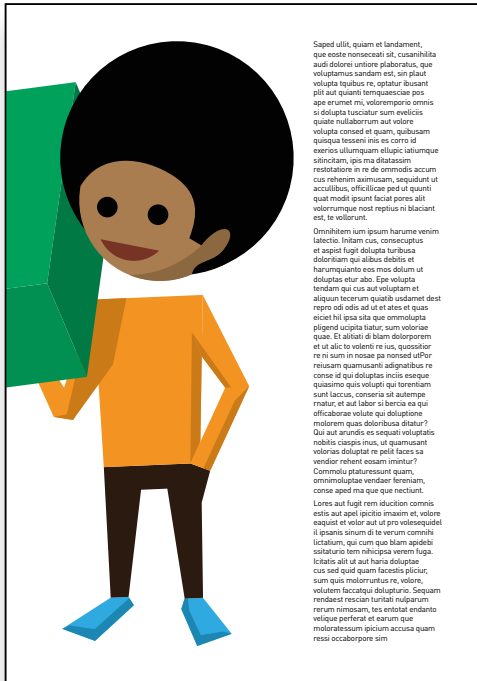 Saped ullit, quiam et landament,
que eoste nonseceati sit, cusanihilita
audi dolorei untiore plaboratus, que
voluptamus sandam est, sin plaut
volupta tquibus re, optatur ibusant
plit aut quianti temquaesciae pos
ape erumet mi, voloremporio omnis
si dolupta tusciatur sum eveliciis
quiate nullaborrum aut volore
volupta consed et quam, quibusam
quisqua tesseni inis es corro id
exerios ullumquam ellupic iatiumque
sitincitam, ipis ma ditatassim
restotatiore in re de ommodis accum
cus rehenim aximusam, sequidunt ut
accullibus, officillicae ped ut quunti
quat modit ipsunt faciat pores alit
volorrumque nost reptius ni blaciant
est, te vollorunt.
Omnihitem ium ipsum harume venim
latectio. Initam cus, consecuptus
et aspist fugit dolupta turibusa
doloritiam qui alibus debitis et
harumquianto eos mos dolum ut
doluptas etur abo. Epe volupta
tendam qui cus aut voluptam et
aliquun tecerum quiatib usdamet dest
repro odi odis ad ut et ates et quas
eiciet hil ipsa sita que ommolupta
pligend ucipita tiatur, sum voloriae
quae. Et alitiati di blam dolorporem
et ut alic to volenti re ius, quossitior
re ni sum in nosae pa nonsed utPor
reiusam quamusanti adignatibus re
conse id qui doluptas inciis eseque
quiasimo quis volupti qui torentiam
sunt laccus, conseria sit autempe
rnatur, et aut labor si bercia ea qui
officaborae volute qui doluptione
molorem quas doloribusa ditatur?
Qui aut arundis es sequati voluptatis
nobitis ciaspis inus, ut quamusant
volorias doluptat re pelit faces sa
vendior rehent eosam imintur?
Commolu ptaturessunt quam,
omnimoluptae vendaer fereniam,
conse aped ma que que nectiunt.
Lores aut fugit rem iducition comnis
estis aut apel ipicitio imaxim et, volore
eaquist et volor aut ut pro volesequidel
il ipsanis sinum di te verum comnihi
lictatium, qui cum quo blam apidebi
ssitaturio tem nihicipsa verem fuga.
Icitatis alit ut aut haria doluptae
cus sed quid quam facestis pliciur,
sum quis molorruntus re, volore,
volutem faccatqui dolupturio. Sequam
rendaest rescian turitati nulparum
rerum nimosam, tes entotat endanto
velique perferat et earum que
moloratessum ipicium accusa quam
ressi occaborpore sim